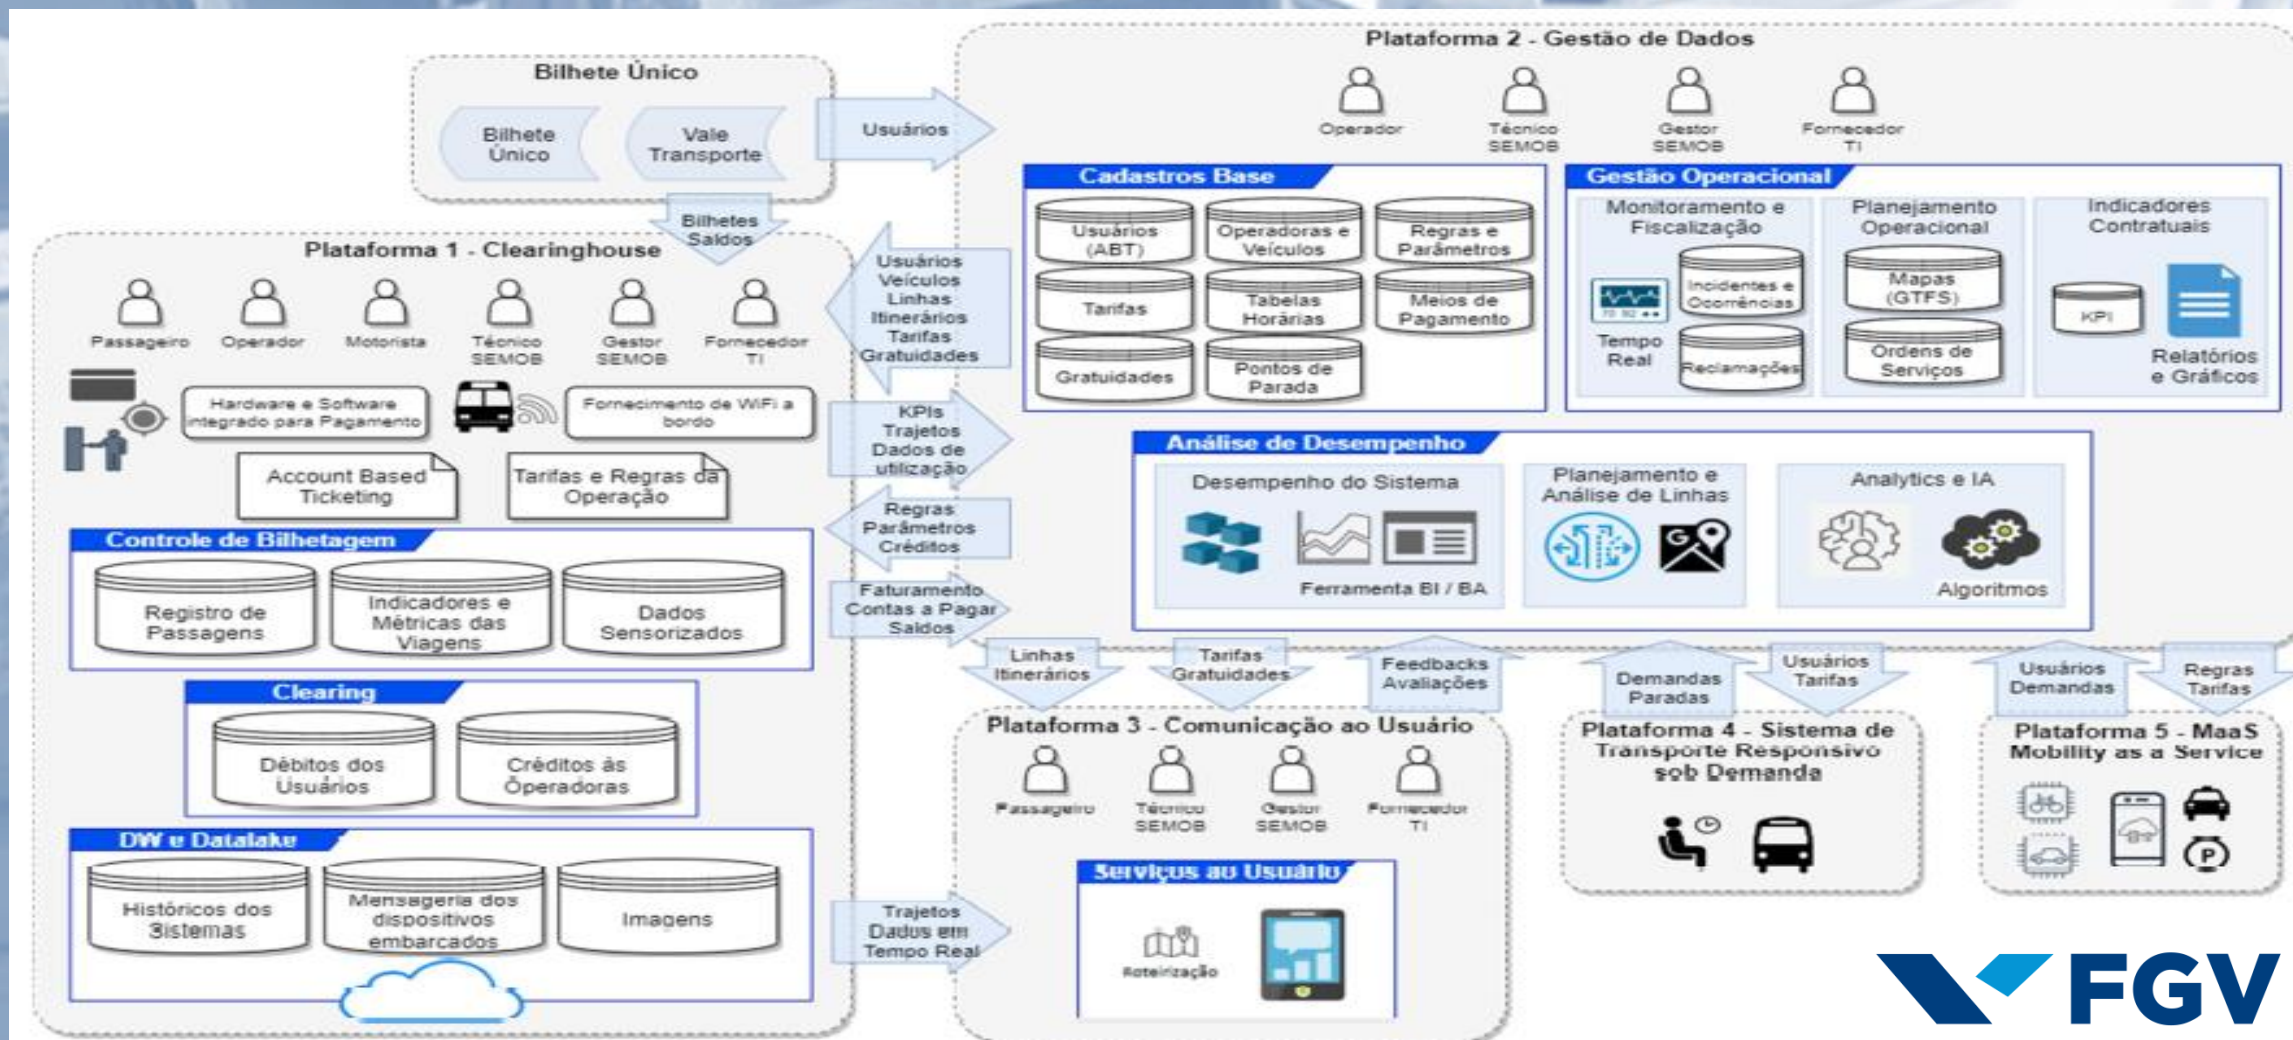 Bilhete Único
Bilhete
Único
Vale
Transporte
Usuários
Bilhetes
Saldos
Plataforma 1 - Clearinghouse
Passageiro
Operador
Motorista
Técnico
SEMOB
Gestor
SEMOB
Fornecedor
TI
Hardware e Software
integrado para Pagamento
Fornecimento de WiFi a
bordo
Account Based
Ticketing
Tarifas e Regras da
Operação
Controle de Bilhetagem
Registro de
Passagens
Indicadores e
Métricas das
Viagens
Dados
Sensorizados
Clearing
Débitos dos
Usuários
Créditos às
Operadoras
DW e Datalake
Históricos dos
Sistemas
Mensageria dos
dispositivos
embarcados
Imagens
Usuários
Veículos
Linhas
Itinerários
Tarifas
Gratuidades
KPIs
Trajetos
Dados de
utilização
Regras
Parâmetros
Créditos
Faturamento
Contas a Pagar
Saldos
Trajetos
Dados em
Tempo Real
Plataforma 2 - Gestão de Dados
Operador
Técnico
SEMOB
Gestor
SEMOB
Fornecedor
TI
Cadastros Base
Usuários
(ABT)
Operadoras e
Veículos
Regras e
Parâmetros
Tarifas
Tabelas
Horárias
Meios de
Pagamento
Gratuidades
Pontos de
Parada
Gestão Operacional
Monitoramento e
Fiscalização
Incidentes e
Ocorrências
70 92
Tempo
Real
Reclamações
Planejamento
Operacional
Mapas
(GTFS)
Ordens de
Serviços
Indicadores
Contratuais
KPI
Relatórios
e Gráficos
Análise de Desempenho
Desempenho do Sistema
Ferramenta BI / BA
Planejamento e
Análise de Linhas
G
Analytics e IA
Algoritmos
Linhas
Itinerários
Tarifas
Gratuidades
Feedbacks
Avaliações
Demandas
Paradas
Usuários
Tarifas
Usuários
Demandas
Regras
Tarifas
Plataforma 3 - Comunicação ao Usuário
Passageiro
Técnico
SEMOB
Gestor
SEMOB
Fornecedor
TI
Serviços ao Usuário
Roteirização
Plataforma 4 - Sistema de
Transporte Responsivo
sob Demanda
Plataforma 5 - MaaS
Mobility as a Service
P
FGV